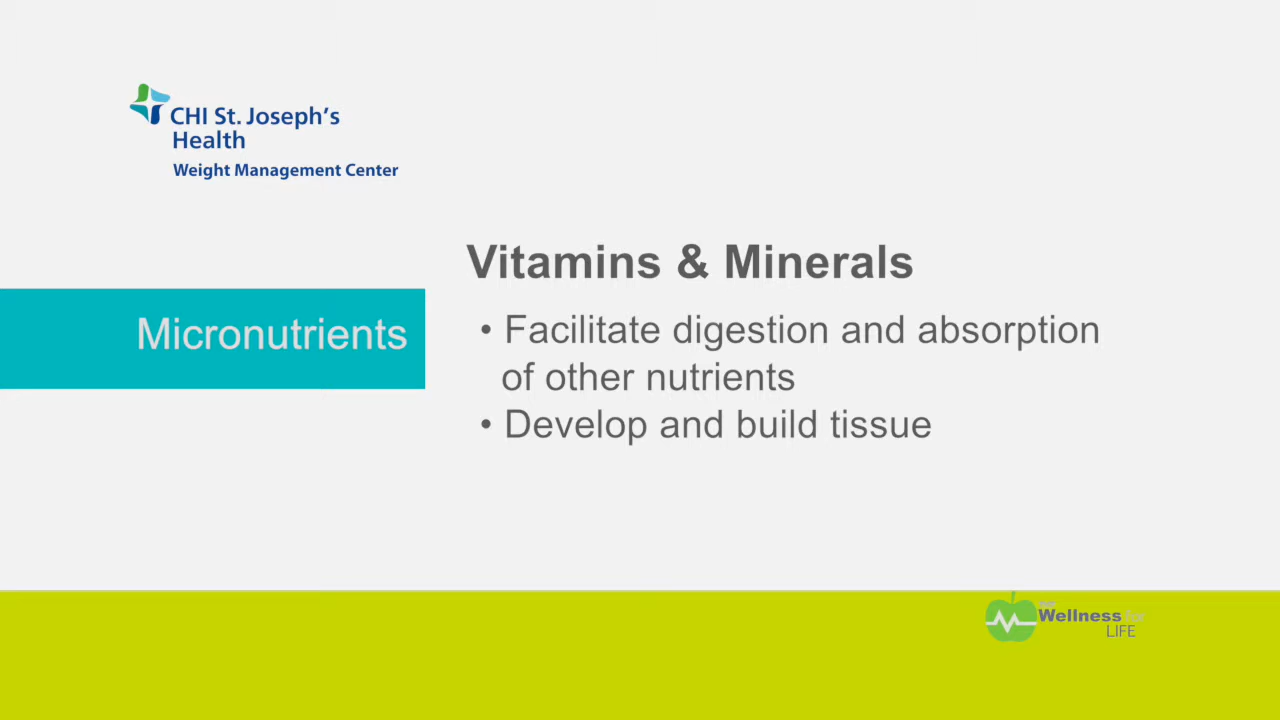 CHI St. Joseph's
Health
Weight Management Center
Vitamins & Minerals
Micronutrients
• Facilitate digestion and absorption
of other nutrients
• Develop and build tissue
Wellness for
LIFE